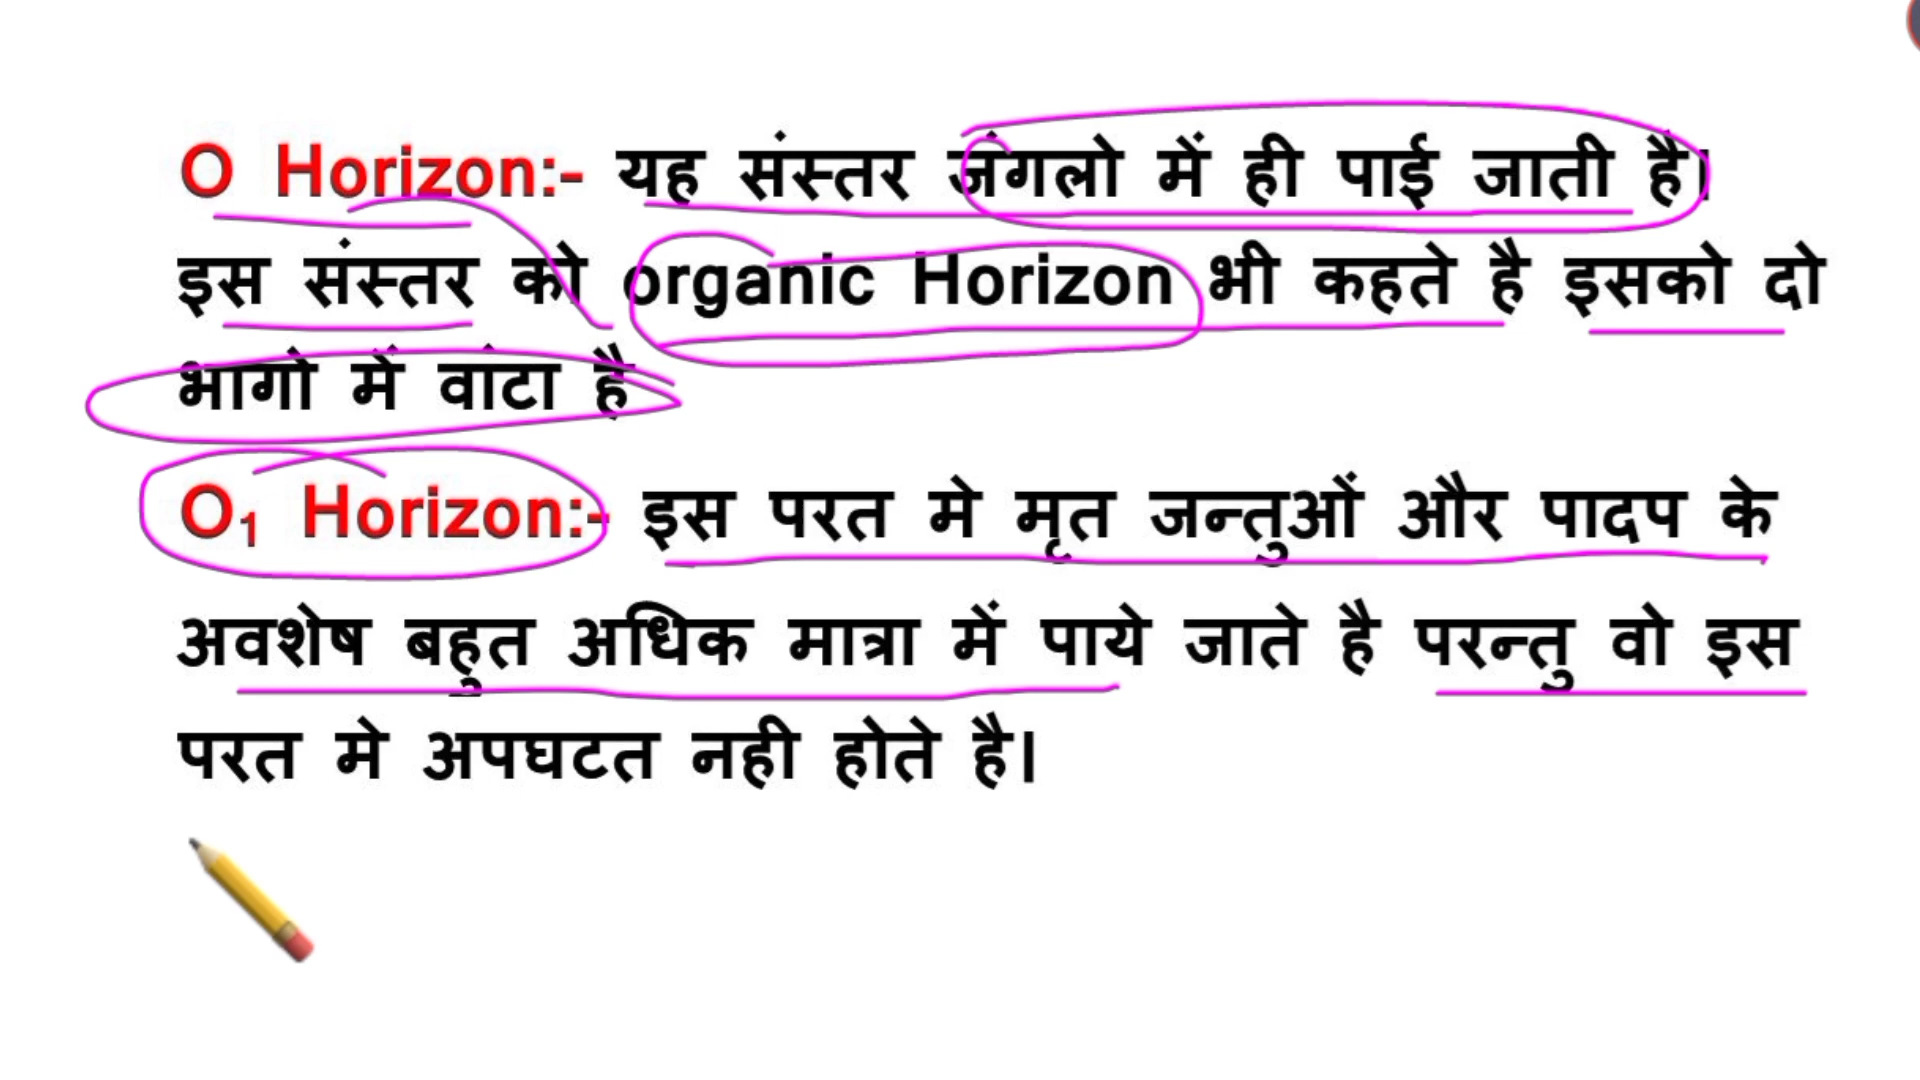 O Horizon:- यह संस्तर जंगलो में ही पाई जाती है।
इस संस्तर को organic Horizon भी कहते है इसको दो
भागो में वांटा है
O₁ Horizon:- इस परत मे मृत जन्तुओं और पादप के
अवशेष बहुत अधिक मात्रा में पाये जाते है परन्तु वो इस
परत मे अपघटत नही होते है।